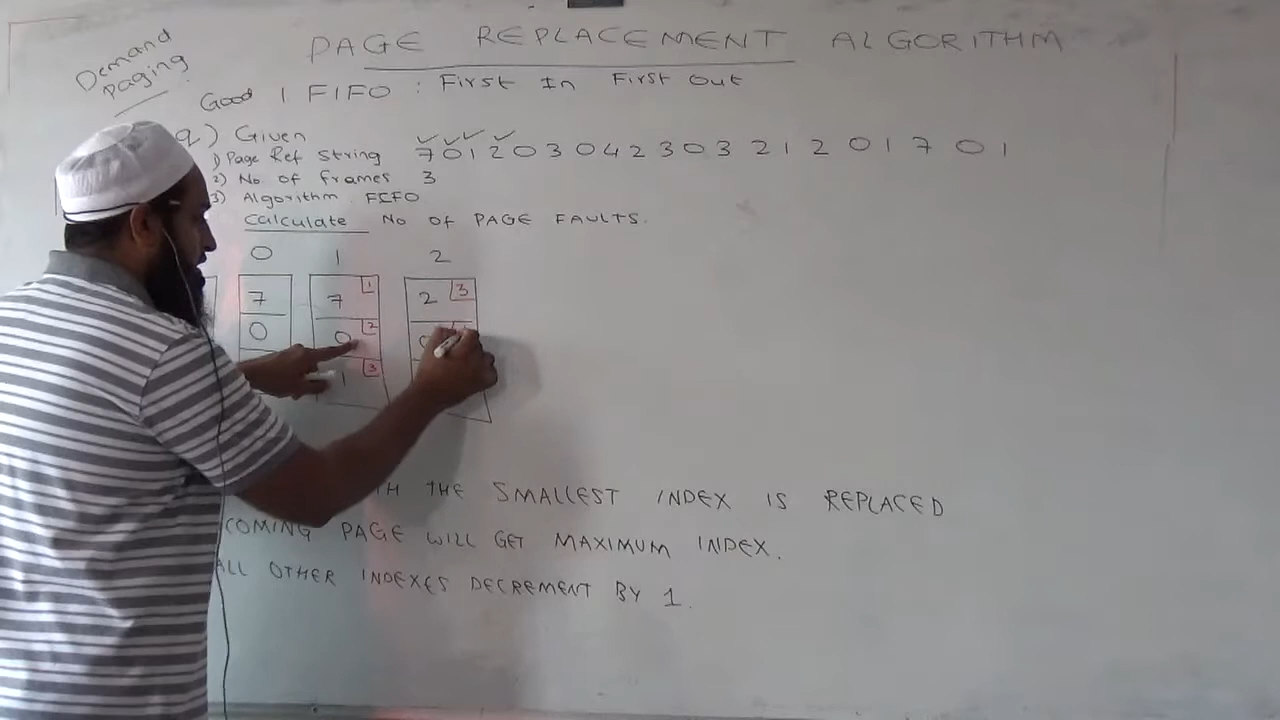 PAGE REPLACEMENT ALGORITHM
Demand
paging
Good 1 FIFO : First In First Out
Q) Given
1) Page Ref String 7 0 1 2 0 3 0 4 2 3 0 3 2 1 2 0 1 7 0 1
2) No. of frames 3
3) Algorithm FIFO
Calculate No of PAGE FAULTS.
0 1 2
7 7 1 2 3
0 0 2
1 3
THE SMALLEST INDEX IS REPLACED
COMING PAGE WILL GET MAXIMUM INDEX.
ALL OTHER INDEXES DECREMENT BY 1.